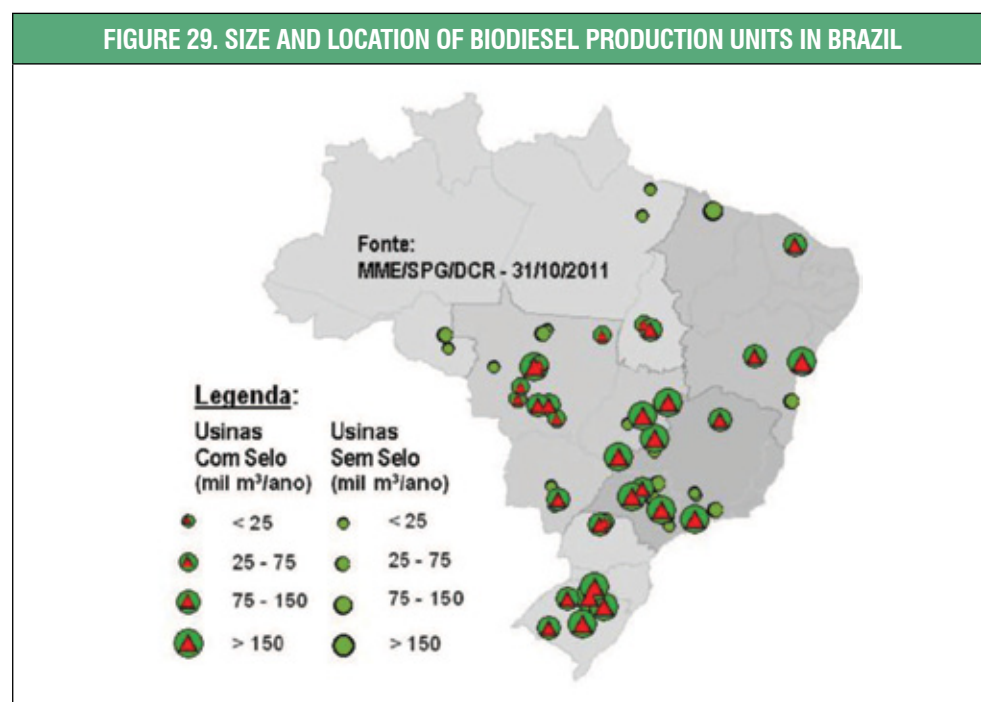 FIGURE 29. SIZE AND LOCATION OF BIODIESEL PRODUCTION UNITS IN BRAZIL
Fonte:
MME/SPG/DCR - 31/10/2011
Legenda:
Usinas
Com Selo
(mil m³/ano)
< 25
25 - 75
75 - 150
> 150
Usinas
Sem Selo
(mil m³/ano)
< 25
25 - 75
75 - 150
> 150